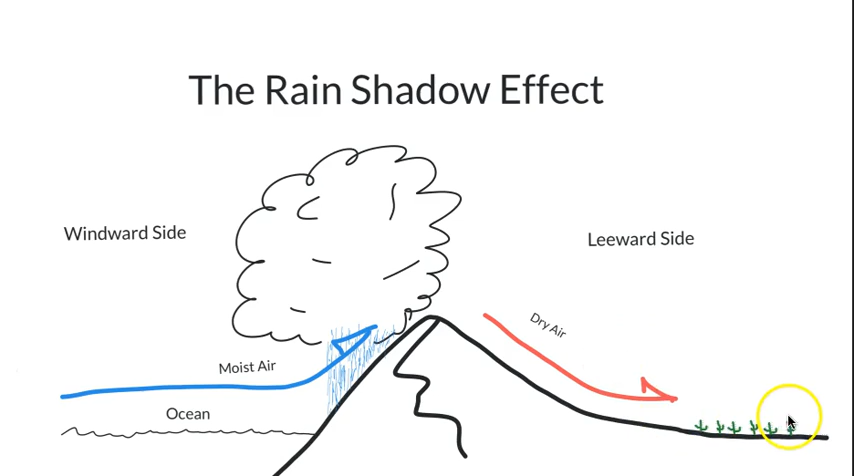 The Rain Shadow Effect
Windward Side
Leeward Side
Dry Air
Moist Air
Ocean